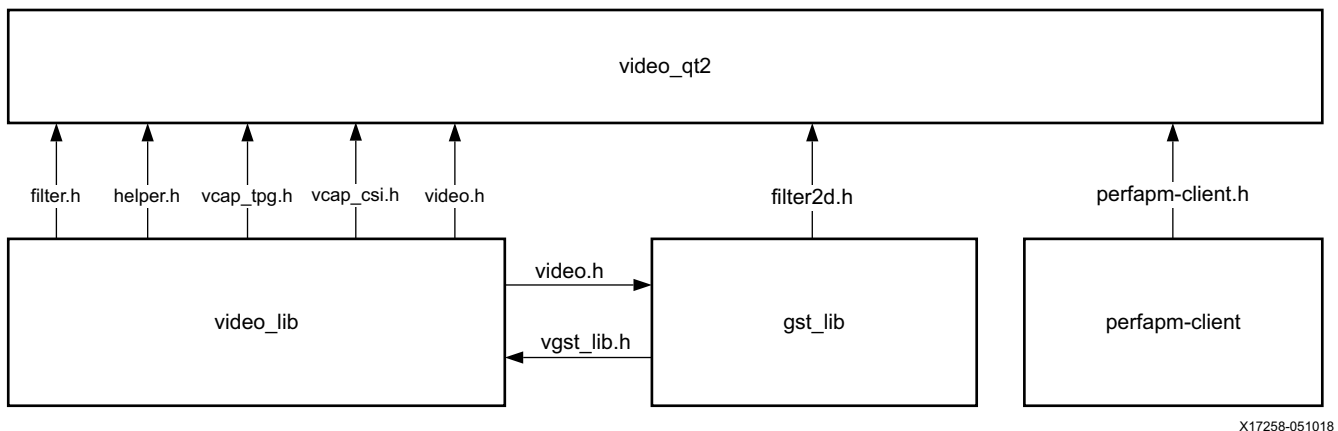 video_qt2
filter.h
helper.h
vcap_tpg.h
vcap_csi.h
video.h
filter2d.h
perfapm-client.h
video.h
video_lib
gst_lib
perfapm-client
vgst_lib.h
X17258-051018